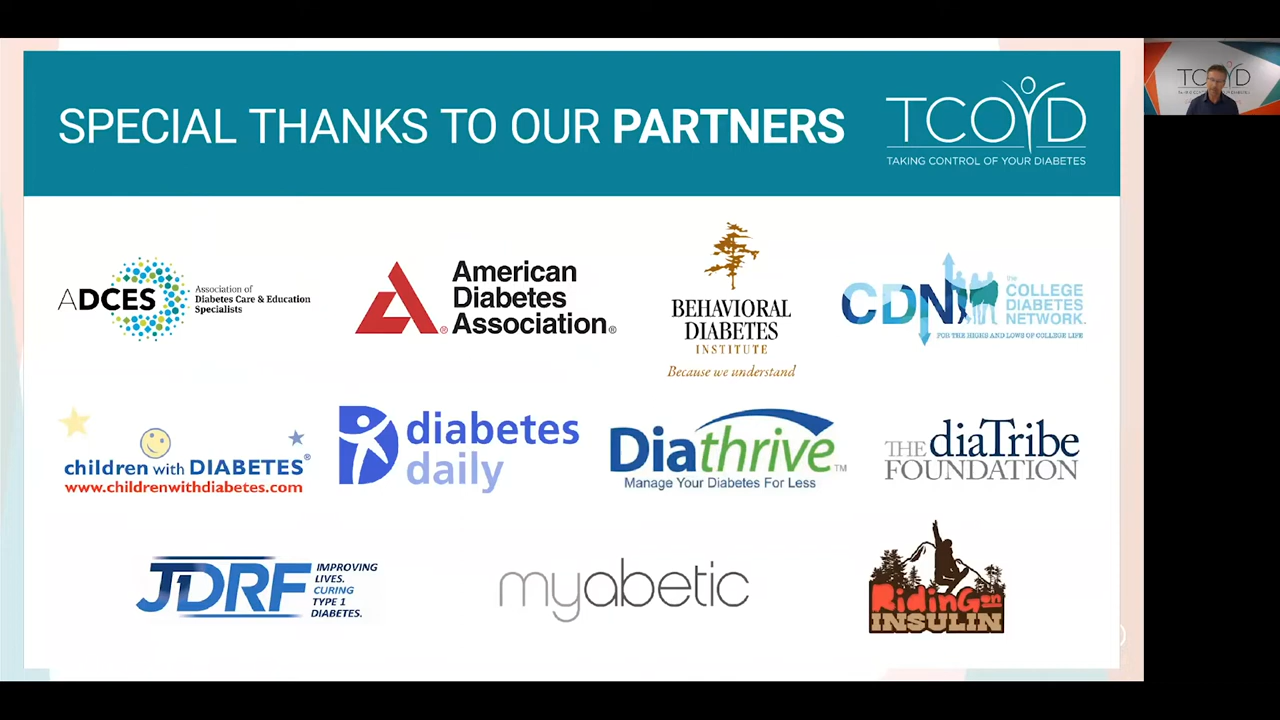 SPECIAL THANKS TO OUR PARTNERS
TCOYD
TAKING CONTROL OF YOUR DIABETES
TCOYD
ADCES
Association of
Diabetes Care & Education
Specialists
American
Diabetes
Association®
BEHAVIORAL
DIABETES
INSTITUTE
Because we understand
CDN
the
COLLEGE
DIABETES
NETWORK.
FOR THE HIGHS AND LOWS OF COLLEGE LIFE
children with DIABETES®
www.childrenwithdiabetes.com
diabetes
daily
Diathrive™
Manage Your Diabetes For Less
THE diaTribe
FOUNDATION
JDRF
IMPROVING
LIVES.
CURING
TYPE 1
DIABETES.
myabetic
RiDinG on
INSULIN